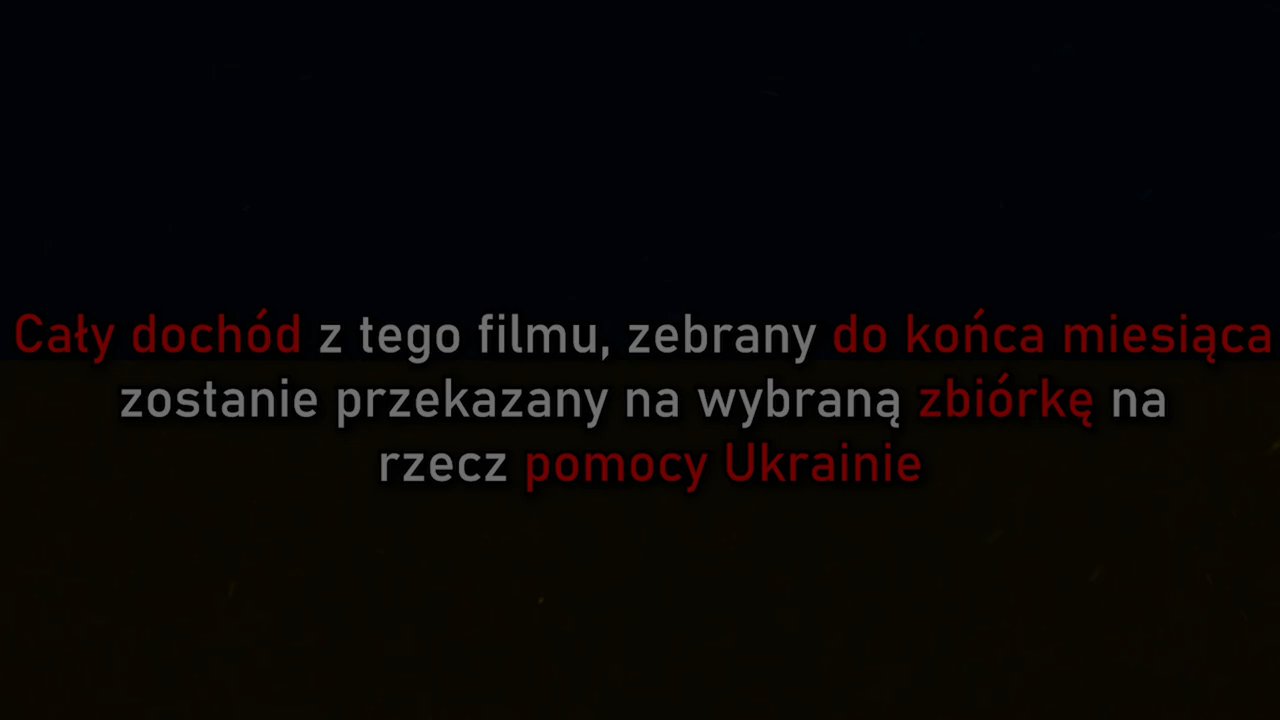 Cały dochód z tego filmu, zebrany do końca miesiąca
zostanie przekazany na wybraną zbiórkę na
rzecz pomocy Ukrainie